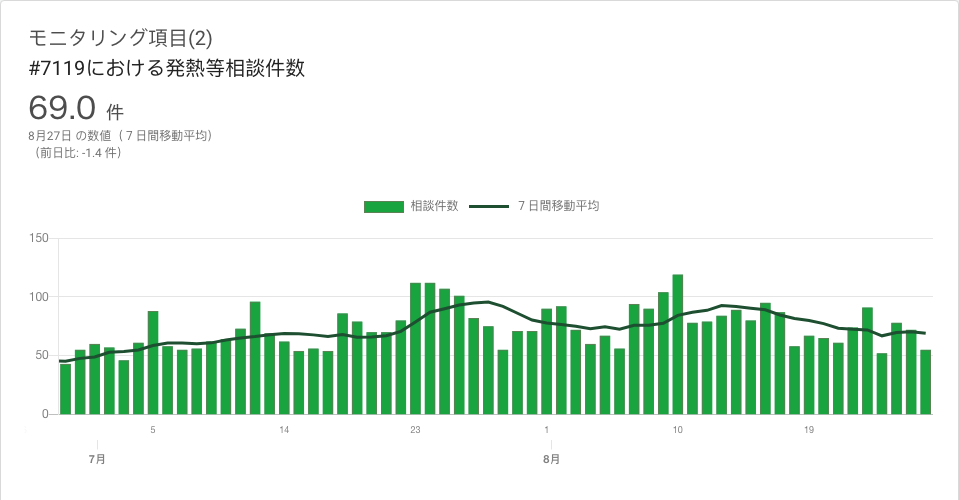 モニタリング項目(2)
#7119における発熱等相談件数
69.0 件
8月27日 の数値（７日間移動平均）
（前日比: -1.4 件）
相談件数 ７日間移動平均
150
100
50
0
5 14 23 1 10 19
7月 8月